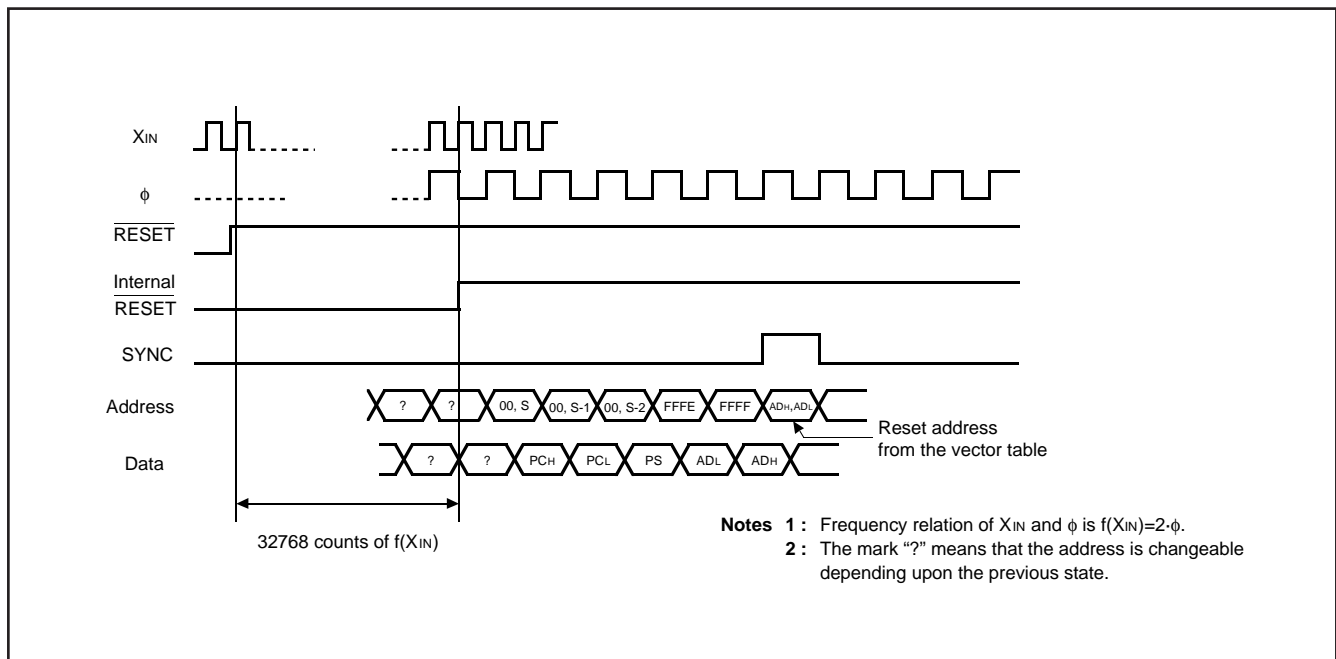 XIN
ϕ
RESET
Internal
RESET
SYNC
Address
? ? 00, S 00, S-1 00, S-2 FFFE FFFF ADH,ADL
Reset address
from the vector table
Data
? ? PCH PCL PS ADL ADH
32768 counts of f(XIN)
Notes 1 : Frequency relation of XIN and ϕ is f(XIN)=2·ϕ.
2 : The mark “?” means that the address is changeable
depending upon the previous state.